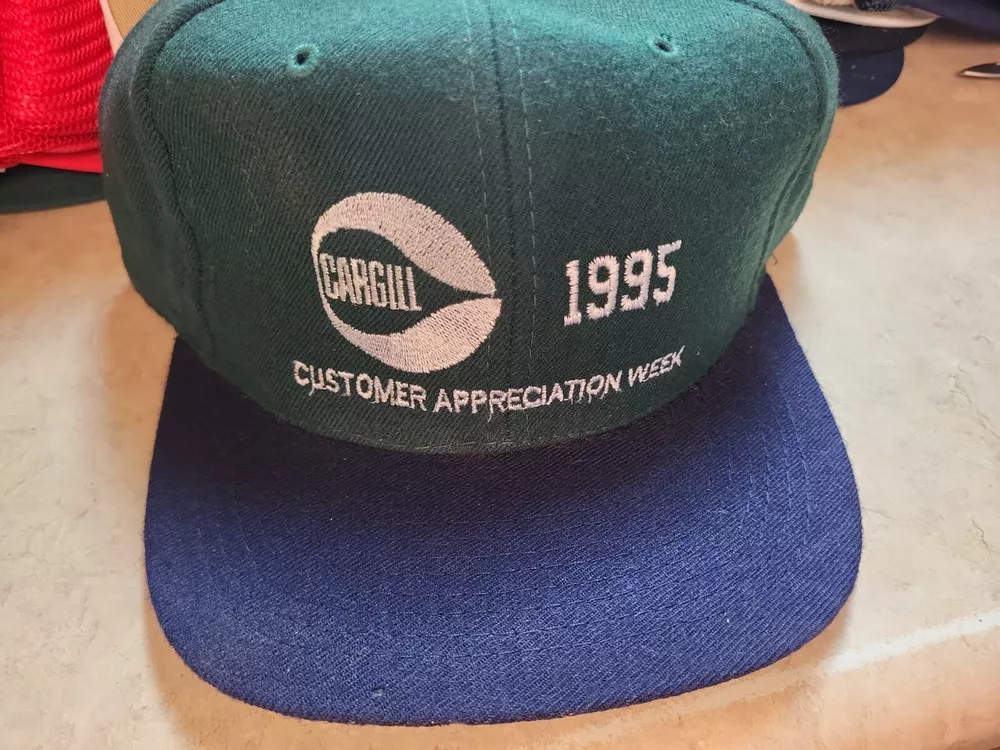 CARGILL
1995
CUSTOMER APPRECIATION WEEK